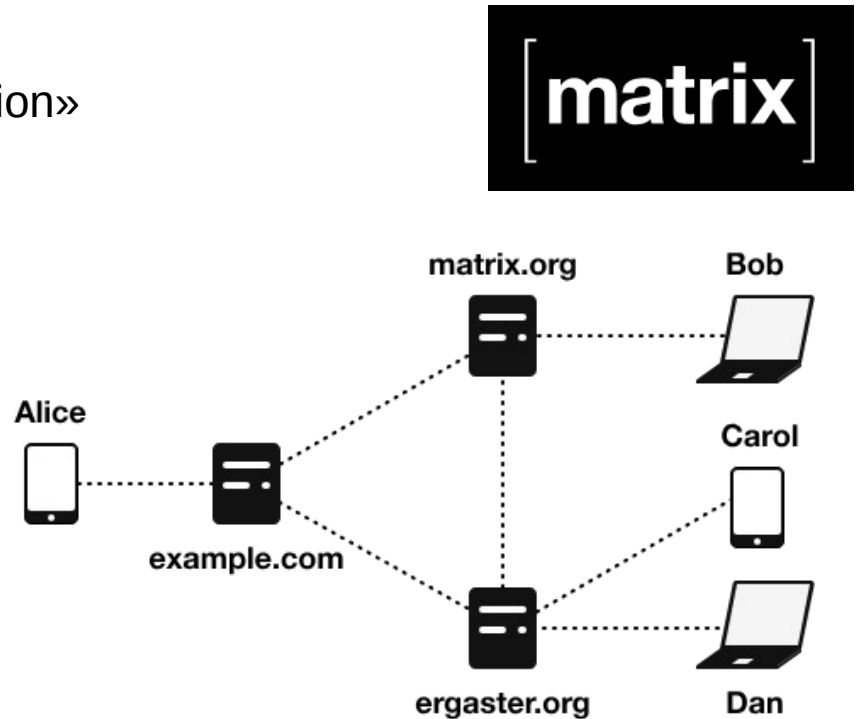 ion»
[matrix]
matrix.org
Bob
Alice
Carol
example.com
ergaster.org
Dan